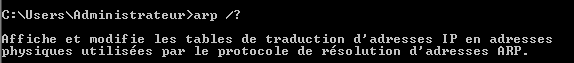 C:\Users\Administrateur>arp /?
Affiche et modifie les tables de traduction d'adresses IP en adresses
physiques utilisées par le protocole de résolution d'adresses ARP.